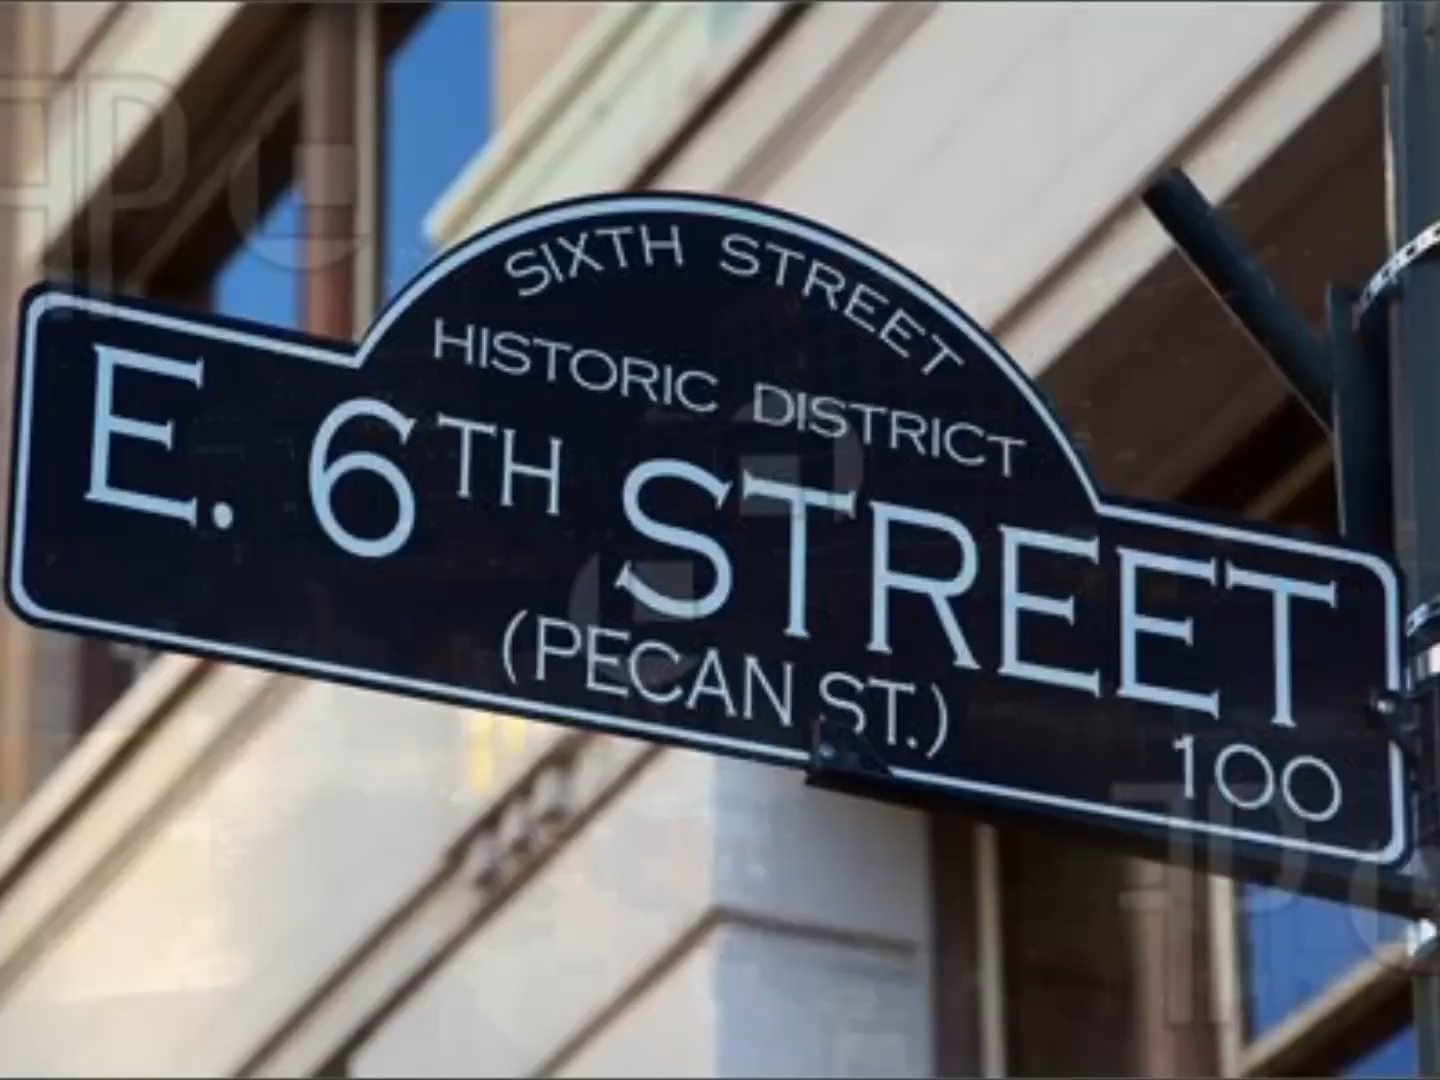 SIXTH STREET
HISTORIC DISTRICT
E. 6TH STREET
(PECAN ST.)
100